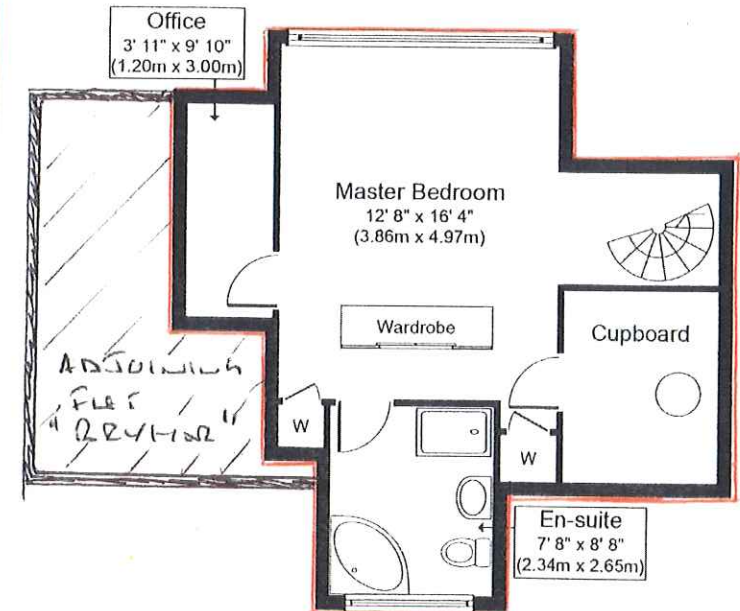 Office
3' 11" x 9' 10"
(1.20m x 3.00m)
Master Bedroom
12' 8" x 16' 4"
(3.86m x 4.97m)
Wardrobe
Cupboard
ADJOINING
FLAT
W
W
En-suite
7' 8" x 8' 8"
(2.34m x 2.65m)